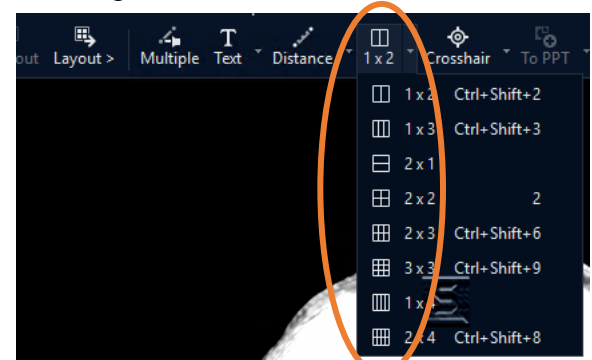 out Layout > Multiple Text Distance 1 x 2 Crosshair To PPT
1 x 2 Ctrl+Shift+2
1 x 3 Ctrl+Shift+3
2 x 1
2 x 2 2
2 x 3 Ctrl+Shift+6
3 x 3 Ctrl+Shift+9
1 x 4
2 x 4 Ctrl+Shift+8